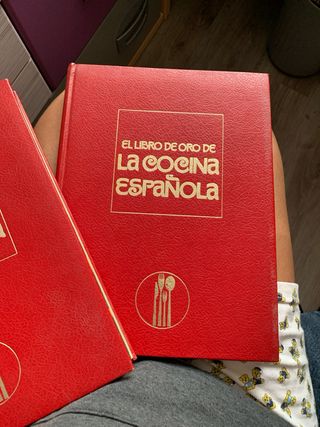 EL LIBRO DE ORO DE
LA COCINA
ESPAÑOLA